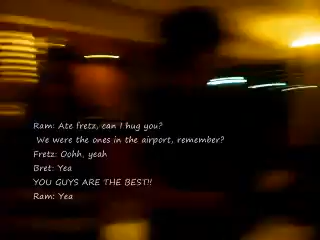 Ram: Ate fretz, can I hug you?
We were the ones in the airport, remember?
Fretz: Oohh, yeah
Bret: Yea
YOU GUYS ARE THE BEST!!
Ram: Yea